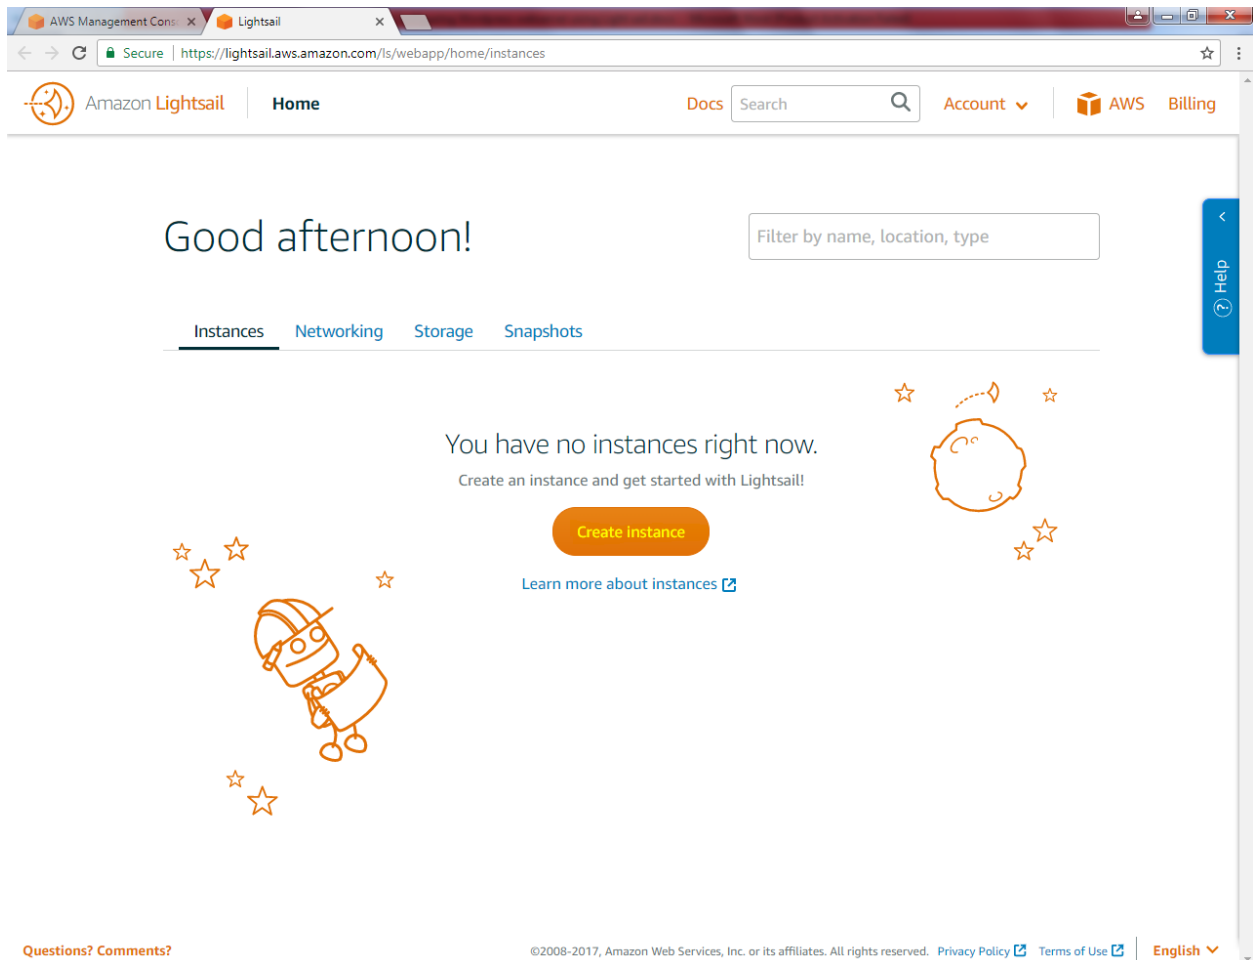 AWS Management Cons
Lightsail
Secure | https://lightsail.aws.amazon.com/ls/webapp/home/instances
Amazon Lightsail
Home
Docs
Search
Account
AWS
Billing
Good afternoon!
Filter by name, location, type
? Help
Instances
Networking
Storage
Snapshots
You have no instances right now.
Create an instance and get started with Lightsail!
Create instance
Learn more about instances
Questions? Comments?
©2008-2017, Amazon Web Services, Inc. or its affiliates. All rights reserved.
Privacy Policy
Terms of Use
English